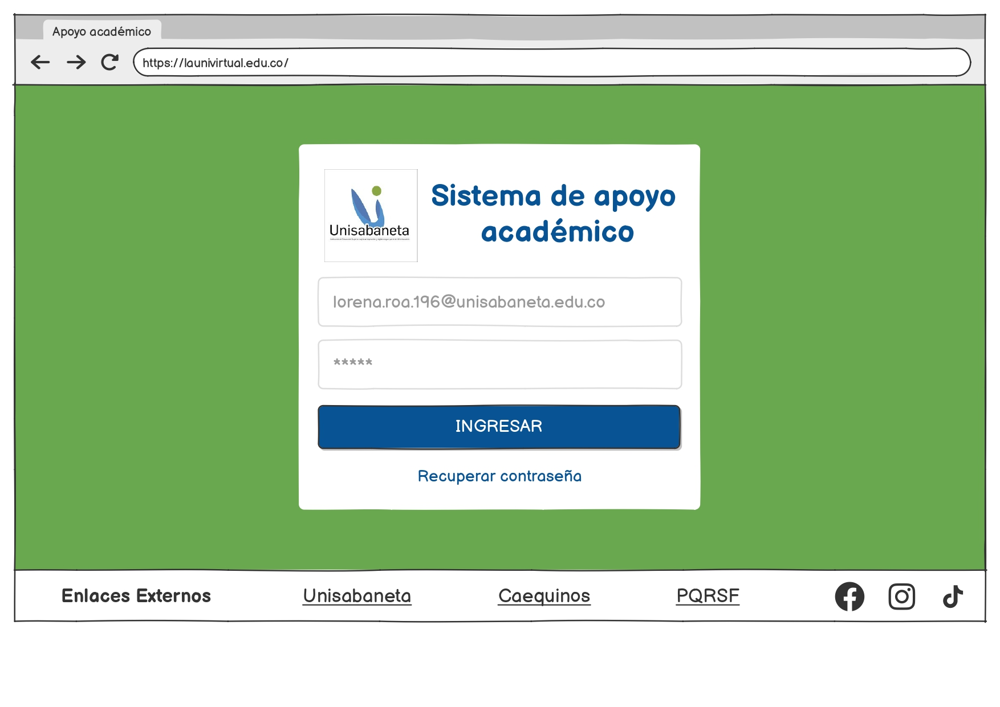 Apoyo académico
https://launivirtual.edu.co/
Sistema de apoyo
académico
Unisabaneta
lorena.roa.196@unisabaneta.edu.co
*****
INGRESAR
Recuperar contraseña
Enlaces Externos Unisabaneta Caequinos PQRSF